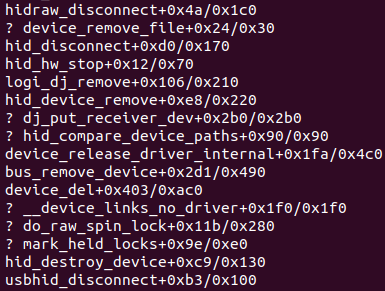 hidraw_disconnect+0x4a/0x1c0
? device_remove_file+0x24/0x30
hid_disconnect+0xd0/0x170
hid_hw_stop+0x12/0x70
logi_dj_remove+0x106/0x210
hid_device_remove+0xe8/0x220
? dj_put_receiver_dev+0x2b0/0x2b0
? hid_compare_device_paths+0x90/0x90
device_release_driver_internal+0x1fa/0x4c0
bus_remove_device+0x2d1/0x490
device_del+0x403/0xac0
? __device_links_no_driver+0x1f0/0x1f0
? do_raw_spin_lock+0x11b/0x280
? mark_held_locks+0x9e/0xe0
hid_destroy_device+0xc9/0x130
usbhid_disconnect+0xb3/0x100